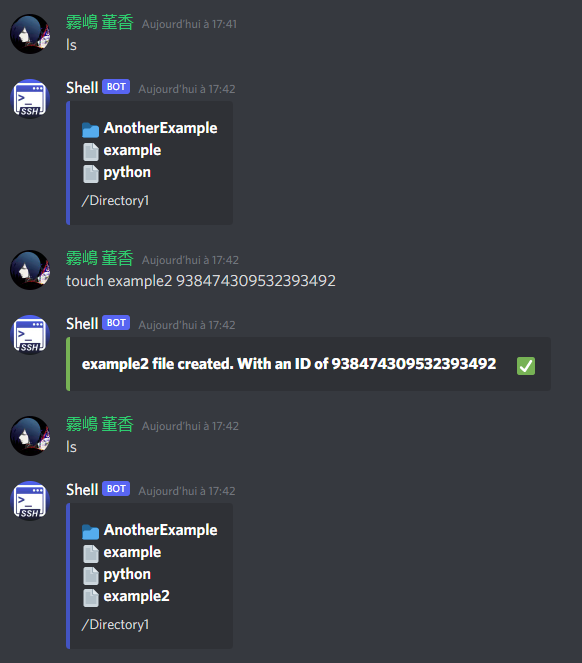 霧嶋 董香 Aujourd'hui à 17:41
ls
>_
SSH
Shell BOT Aujourd'hui à 17:42
AnotherExample
example
python
/Directory1
霧嶋 董香 Aujourd'hui à 17:42
touch example2 938474309532393492
>_
SSH
Shell BOT Aujourd'hui à 17:42
example2 file created. With an ID of 938474309532393492 ✅
霧嶋 董香 Aujourd'hui à 17:42
ls
>_
SSH
Shell BOT Aujourd'hui à 17:42
AnotherExample
example
python
example2
/Directory1